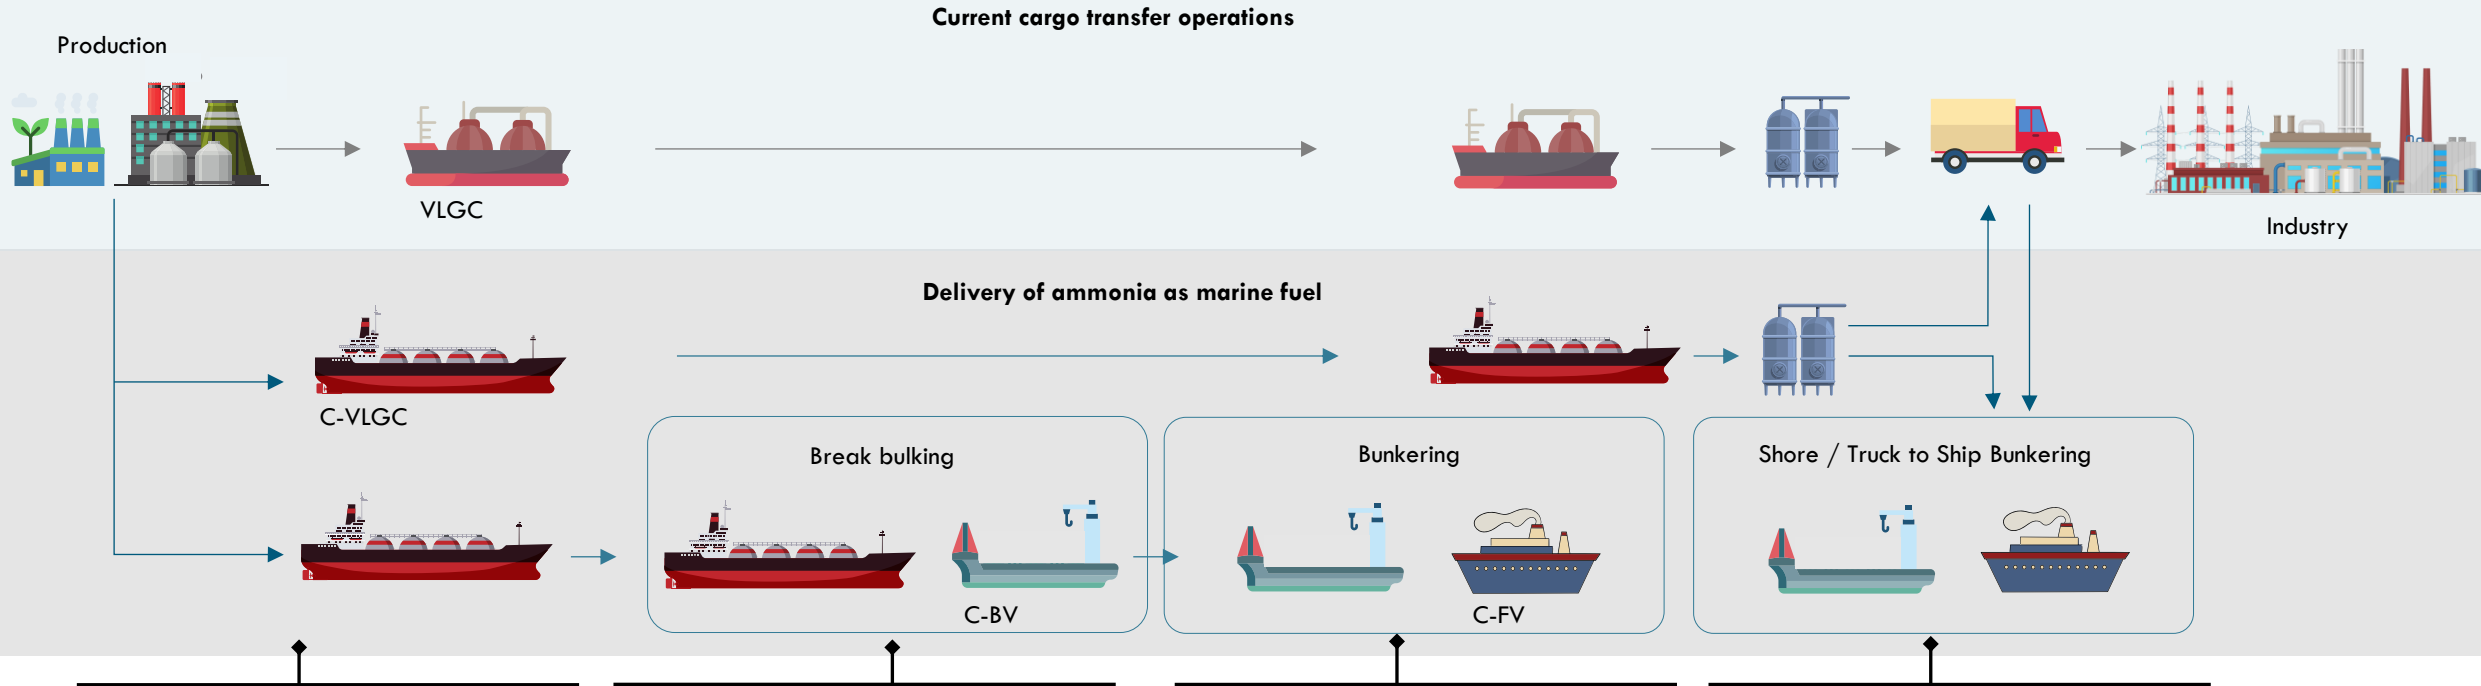 Current cargo transfer operations
Production
VLGC
Industry
Delivery of ammonia as marine fuel
C-VLGC
Break bulking
Bunkering
Shore / Truck to Ship Bunkering
C-BV
C-FV